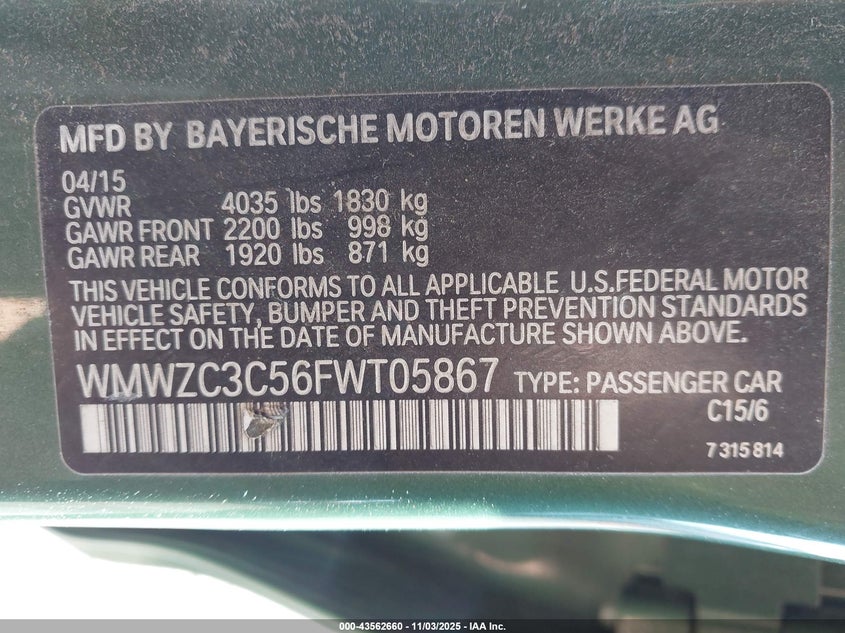 MFD BY BAYERISCHE MOTOREN WERKE AG
04/15
GVWR 4035 lbs 1830 kg
GAWR FRONT 2200 lbs 998 kg
GAWR REAR 1920 lbs 871 kg
THIS VEHICLE CONFORMS TO ALL APPLICABLE U.S.FEDERAL MOTOR
VEHICLE SAFETY, BUMPER AND THEFT PREVENTION STANDARDS
IN EFFECT ON THE DATE OF MANUFACTURE SHOWN ABOVE.
WMWZC3C56FWT05867 TYPE: PASSENGER CAR
C15/6
7 315 814
000-43562660 - 11/03/2025 - IAA Inc.